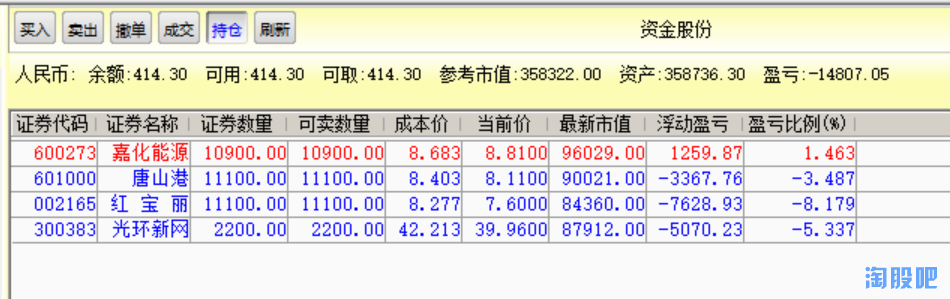 买入 卖出 撤单 成交 持仓 刷新 资金股份
人民币: 余额:414.30 可用:414.30 可取:414.30 参考市值:358322.00 资产:358736.30 盈亏:-14807.05
证券代码 证券名称 证券数量 可卖数量 成本价 当前价 最新市值 浮动盈亏 盈亏比例(%)
600273 嘉化能源 10900.00 10900.00 8.683 8.8100 96029.00 1259.87 1.463
601000 唐山港 11100.00 11100.00 8.403 8.1100 90021.00 -3367.76 -3.487
002165 红 宝 丽 11100.00 11100.00 8.277 7.6000 84360.00 -7628.93 -8.179
300383 光环新网 2200.00 2200.00 42.213 39.9600 87912.00 -5070.23 -5.337
淘股吧